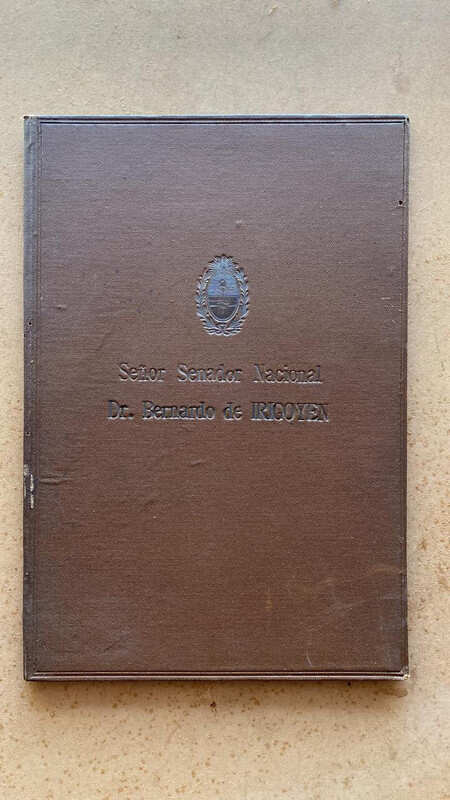 Señor Senador Nacional
Dr. Bernardo de IRIGOYEN